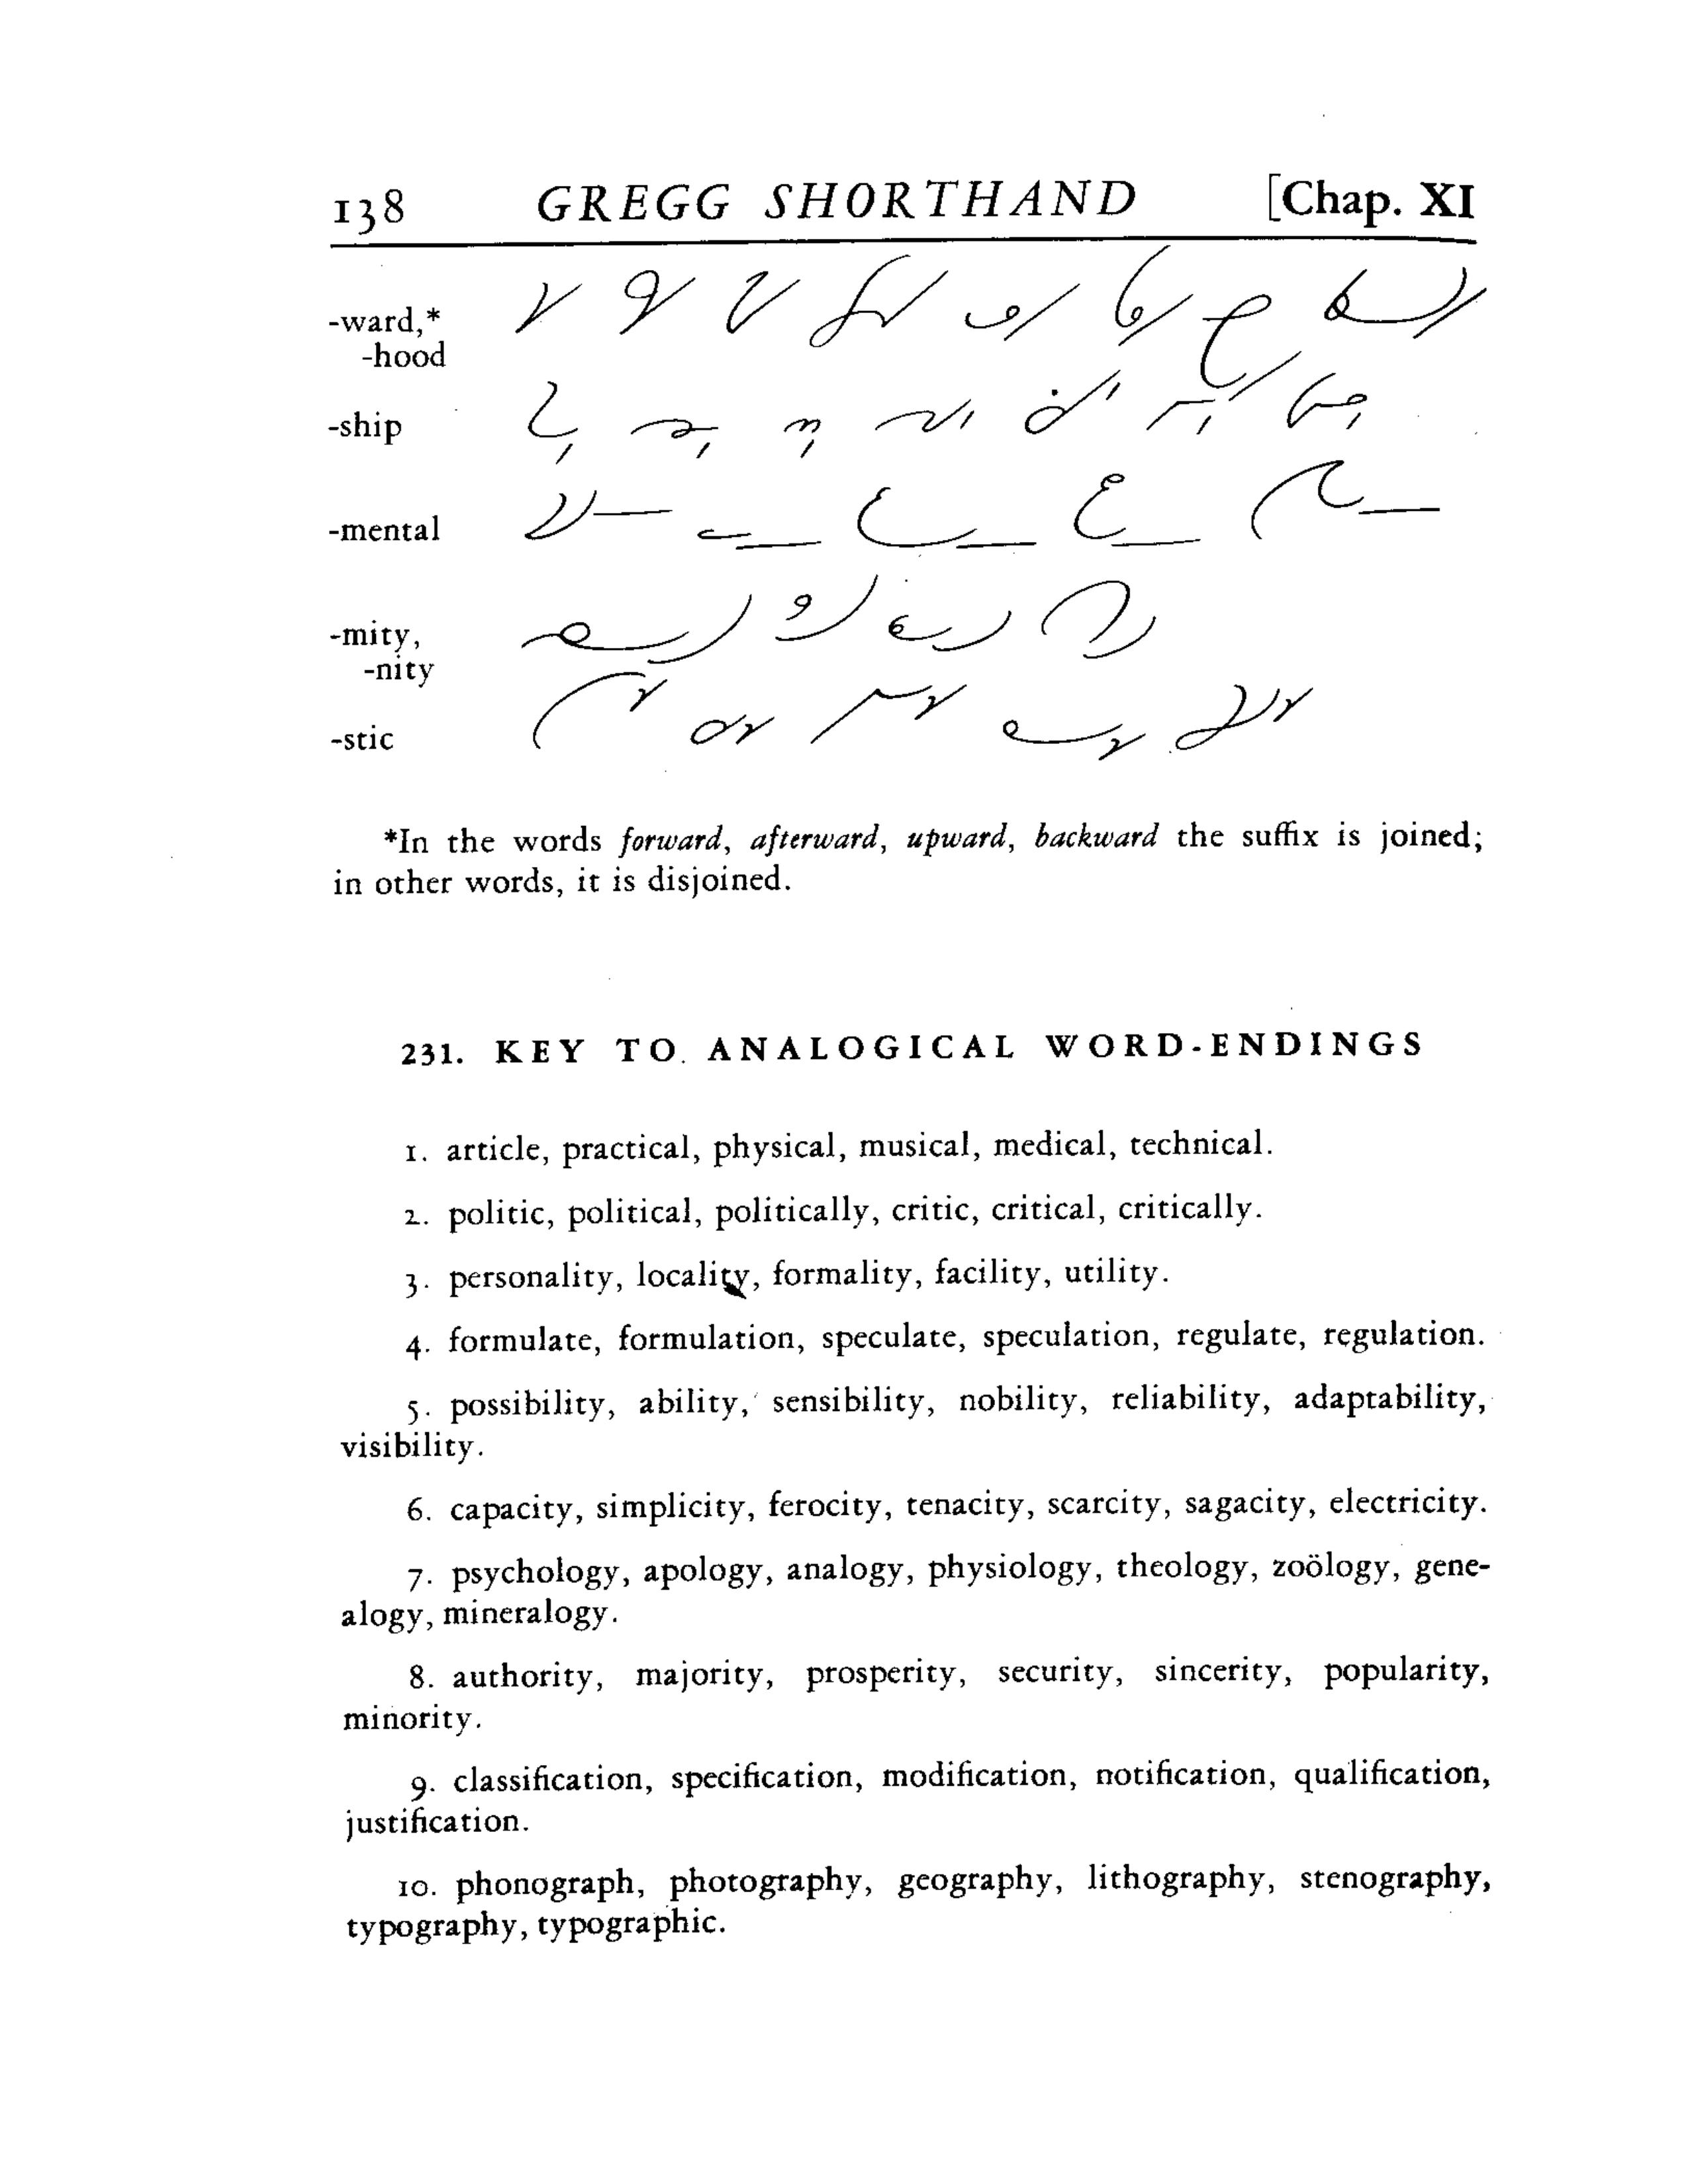 138 GREGG SHORTHAND [Chap. XI
-ward,*
-hood
-ship
-mental
-mity,
-nity
-stic
*In the words forward, afterward, upward, backward the suffix is joined;
in other words, it is disjoined.
231. KEY TO ANALOGICAL WORD-ENDINGS
1. article, practical, physical, musical, medical, technical.
2. politic, political, politically, critic, critical, critically.
3. personality, locality, formality, facility, utility.
4. formulate, formulation, speculate, speculation, regulate, regulation.
5. possibility, ability, sensibility, nobility, reliability, adaptability,
visibility.
6. capacity, simplicity, ferocity, tenacity, scarcity, sagacity, electricity.
7. psychology, apology, analogy, physiology, theology, zoölogy, gene-
alogy, mineralogy.
8. authority, majority, prosperity, security, sincerity, popularity,
minority.
9. classification, specification, modification, notification, qualification,
justification.
10. phonograph, photography, geography, lithography, stenography,
typography, typographic.